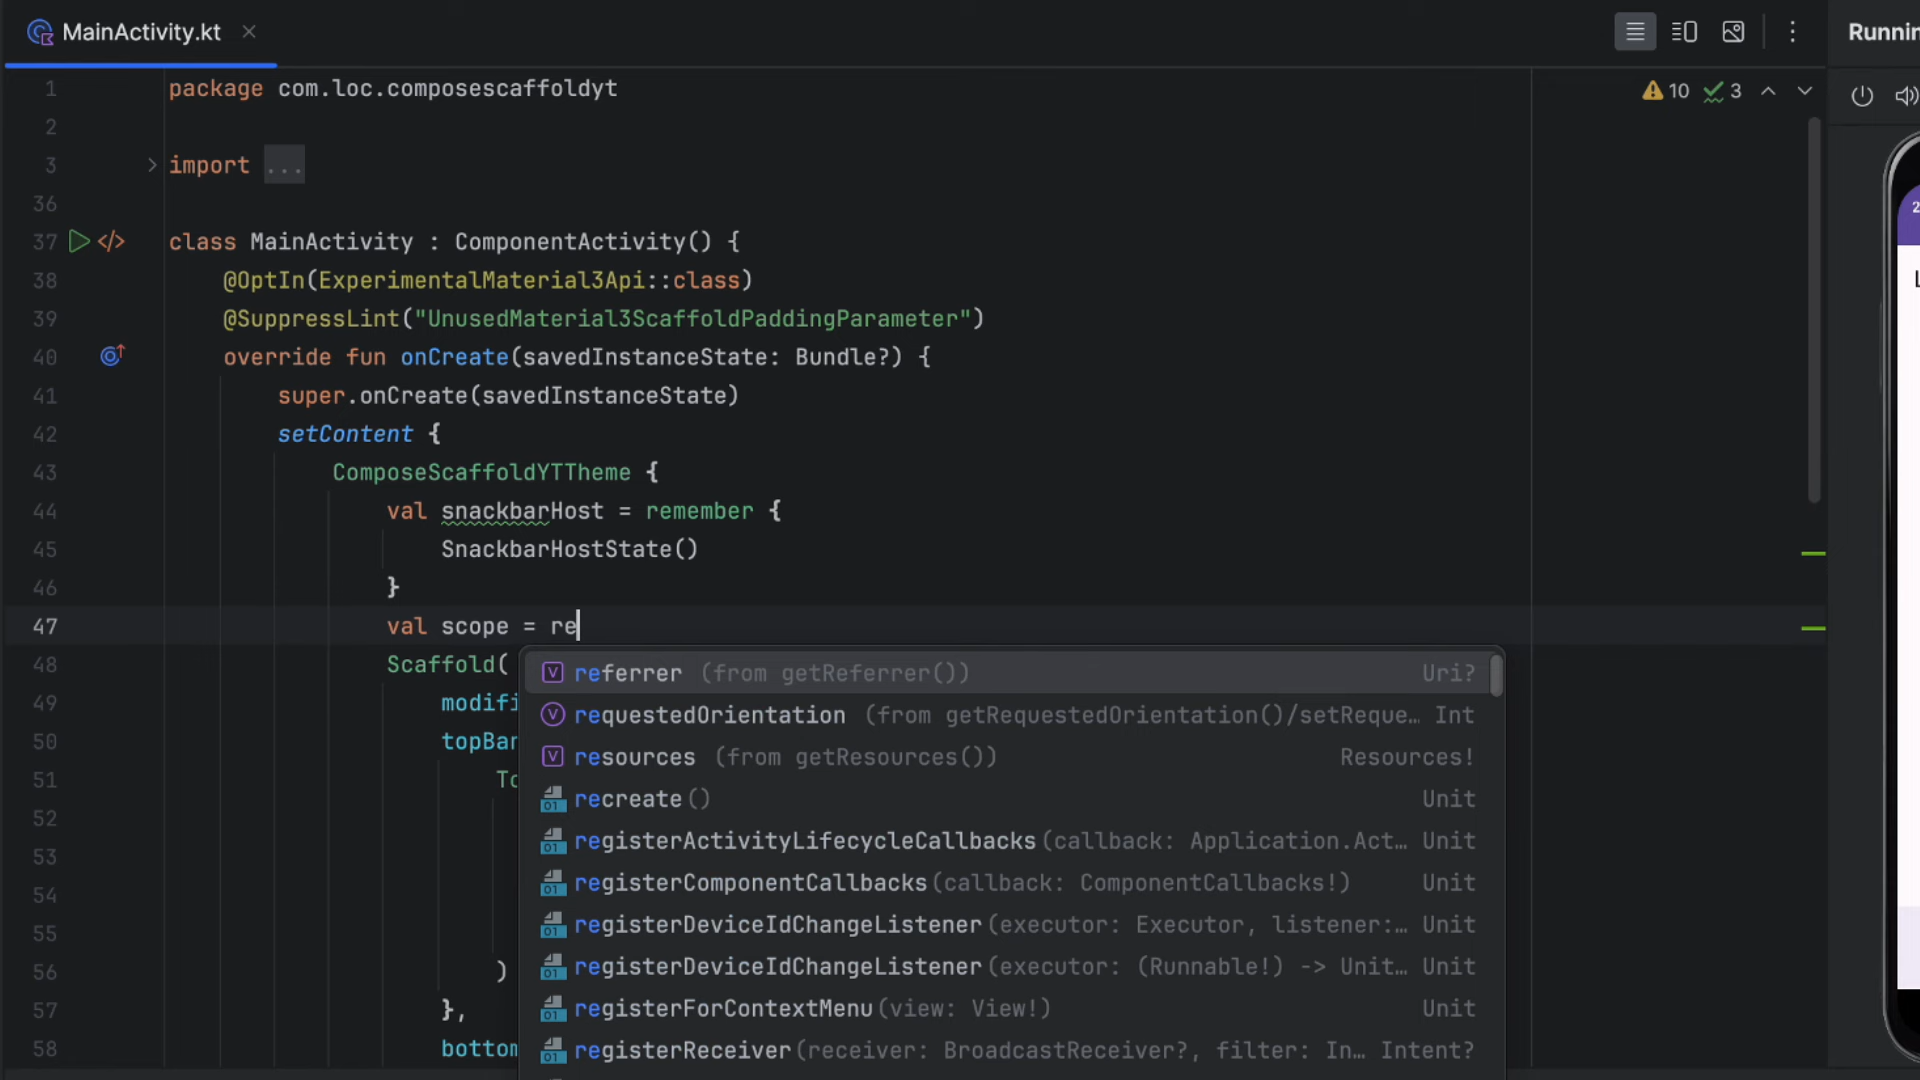 MainActivity.kt
Runnin
10 3
1 package com.loc.composescaffoldyt
2
3 import ...
36
37 class MainActivity : ComponentActivity() {
38 @OptIn(ExperimentalMaterial3Api::class)
39 @SuppressLint("UnusedMaterial3ScaffoldPaddingParameter")
40 override fun onCreate(savedInstanceState: Bundle?) {
41 super.onCreate(savedInstanceState)
42 setContent {
43 ComposeScaffoldYTTheme {
44 val snackbarHost = remember {
45 SnackbarHostState()
46 }
47 val scope = re
48 Scaffold(
referrer (from getReferrer()) Uri?
49 modifi
requestedOrientation (from getRequestedOrientation()/setReque… Int
50 topBar
resources (from getResources()) Resources!
51 To
recreate() Unit
52
registerActivityLifecycleCallbacks(callback: Application.Act… Unit
53
registerComponentCallbacks(callback: ComponentCallbacks!) Unit
54
registerDeviceIdChangeListener(executor: Executor, listener:… Unit
55
registerDeviceIdChangeListener(executor: (Runnable!) -> Unit… Unit
56 )
registerForContextMenu(view: View!) Unit
57 },
registerReceiver(receiver: BroadcastReceiver?, filter: In… Intent?
58 bottom